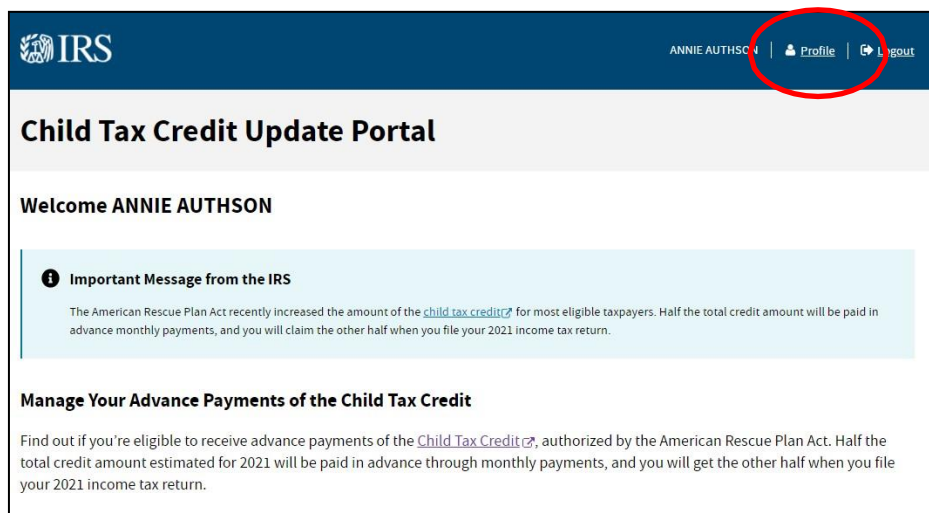 IRS
ANNIE AUTHSON | Profile | Logout
Child Tax Credit Update Portal
Welcome ANNIE AUTHSON
Important Message from the IRS
The American Rescue Plan Act recently increased the amount of the child tax credit for most eligible taxpayers. Half the total credit amount will be paid in
advance monthly payments, and you will claim the other half when you file your 2021 income tax return.
Manage Your Advance Payments of the Child Tax Credit
Find out if you're eligible to receive advance payments of the Child Tax Credit, authorized by the American Rescue Plan Act. Half the
total credit amount estimated for 2021 will be paid in advance through monthly payments, and you will get the other half when you file
your 2021 income tax return.